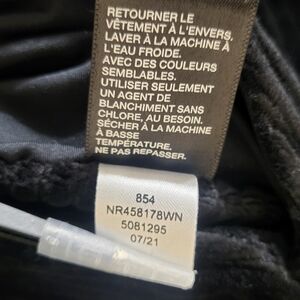 RETOURNER LE
VÊTEMENT À L'ENVERS,
LAVER À LA MACHINE À
L'EAU FROIDE.
AVEC DES COULEURS
SEMBLABLES.
UTILISER SEULEMENT
UN AGENT DE
BLANCHIMENT SANS
CHLORE, AU BESOIN.
SÉCHER À LA MACHINE
À BASSE
TEMPÉRATURE.
NE PAS REPASSER.
854
NR458178WN
5081295
07/21